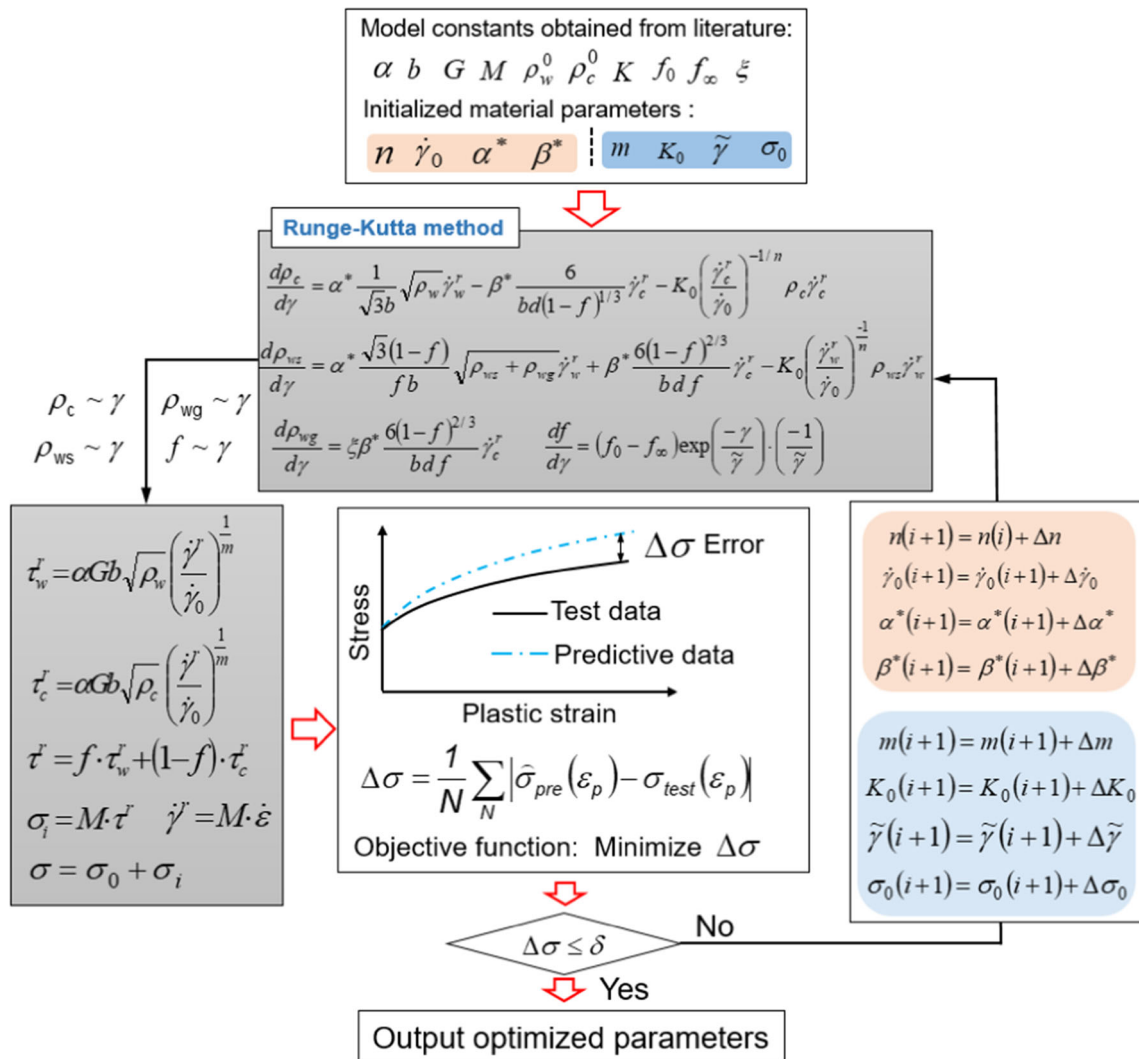 Model constants obtained from literature:
α b G M ρ_w^0 ρ_c^0 K f_0 f_∞ ξ
Initialized material parameters :
n γ̇_0 α^* β^* m K_0 γ̃ σ_0
Runge-Kutta method
dρ_c/dγ = α^* 1/(√3b) √ρ_w γ̇_w^r − β^* 6/(bd(1−f)^{1/3}) γ̇_c^r − K_0(γ̇_c^r/γ̇_0)^{−1/n} ρ_c γ̇_c^r
dρ_wz/dγ = α^* √3(1−f)/(fb) √(ρ_wz + ρ_wg) γ̇_w^r + β^* 6(1−f)^{2/3}/(bdf) γ̇_c^r − K_0(γ̇_w^r/γ̇_0)^{-1/n} ρ_wz γ̇_w^r
dρ_wg/dγ = ξβ^* 6(1−f)^{2/3}/(bdf) γ̇_c^r df/dγ = (f_0 − f_∞)exp(−γ/γ̃)·(−1/γ̃)
ρ_c ~ γ ρ_wg ~ γ
ρ_ws ~ γ f ~ γ
τ_w^r = αGb√ρ_w (γ̇^r/γ̇_0)^{1/m}
τ_c^r = αGb√ρ_c (γ̇^r/γ̇_0)^{1/m}
τ^r = f·τ_w^r + (1−f)·τ_c^r
σ_i = M·τ^r γ̇^r = M·ε̇
σ = σ_0 + σ_i
Stress
Δσ Error
Test data
Predictive data
Plastic strain
Δσ = 1/N ∑_N |σ̂_pre(ε_p) − σ_test(ε_p)|
Objective function: Minimize Δσ
n(i+1) = n(i) + Δn
γ̇_0(i+1) = γ̇_0(i+1) + Δγ̇_0
α^*(i+1) = α^*(i+1) + Δα^*
β^*(i+1) = β^*(i+1) + Δβ^*
m(i+1) = m(i+1) + Δm
K_0(i+1) = K_0(i+1) + ΔK_0
γ̃(i+1) = γ̃(i+1) + Δγ̃
σ_0(i+1) = σ_0(i+1) + Δσ_0
Δσ ≤ δ
No
Yes
Output optimized parameters